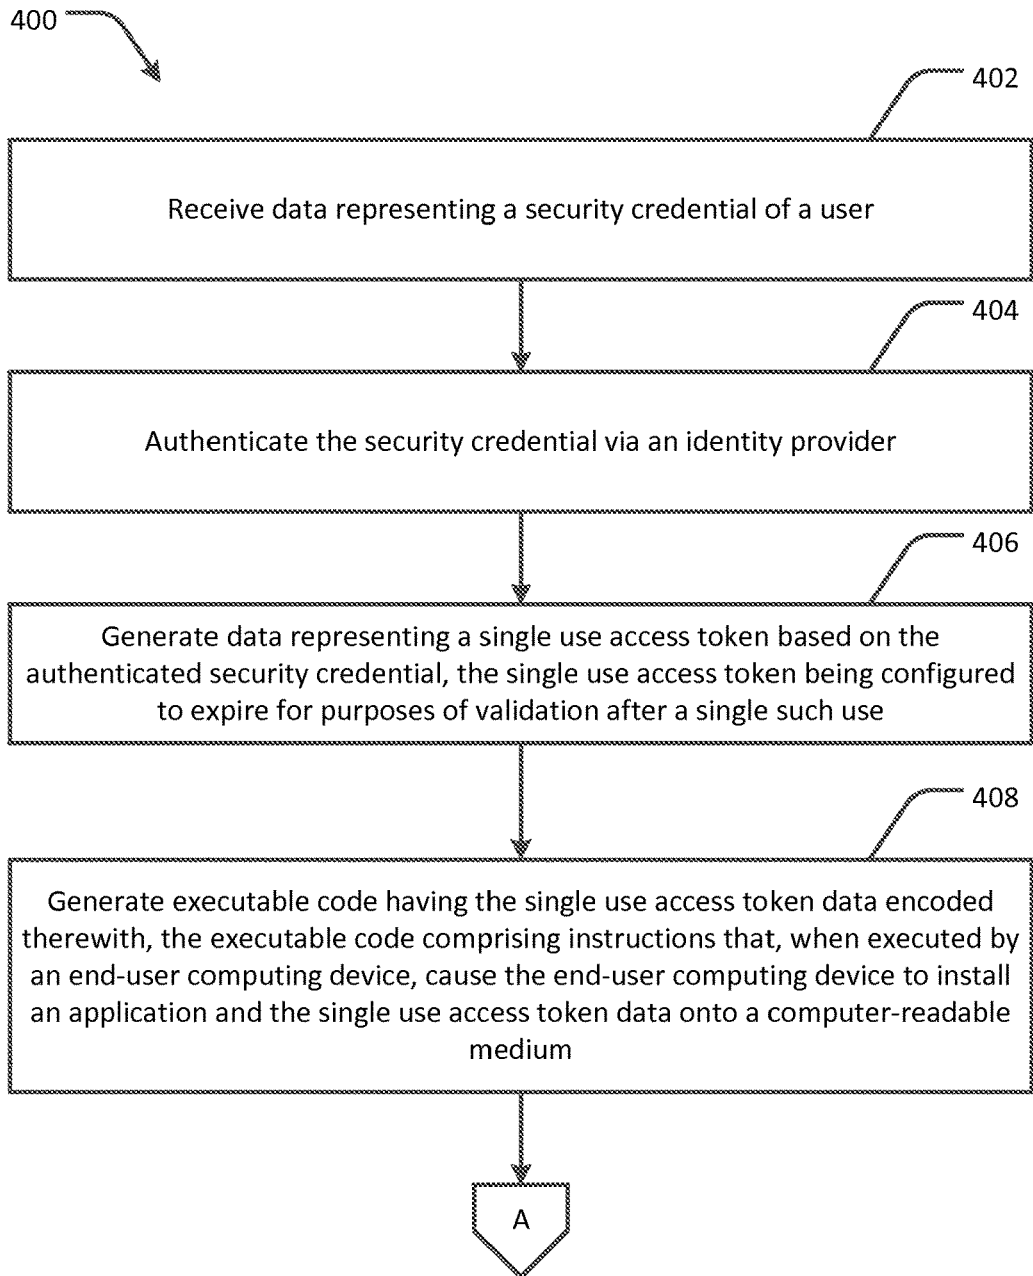 400
402
Receive data representing a security credential of a user
404
Authenticate the security credential via an identity provider
406
Generate data representing a single use access token based on the
authenticated security credential, the single use access token being configured
to expire for purposes of validation after a single such use
408
Generate executable code having the single use access token data encoded
therewith, the executable code comprising instructions that, when executed by
an end-user computing device, cause the end-user computing device to install
an application and the single use access token data onto a computer-readable
medium
A